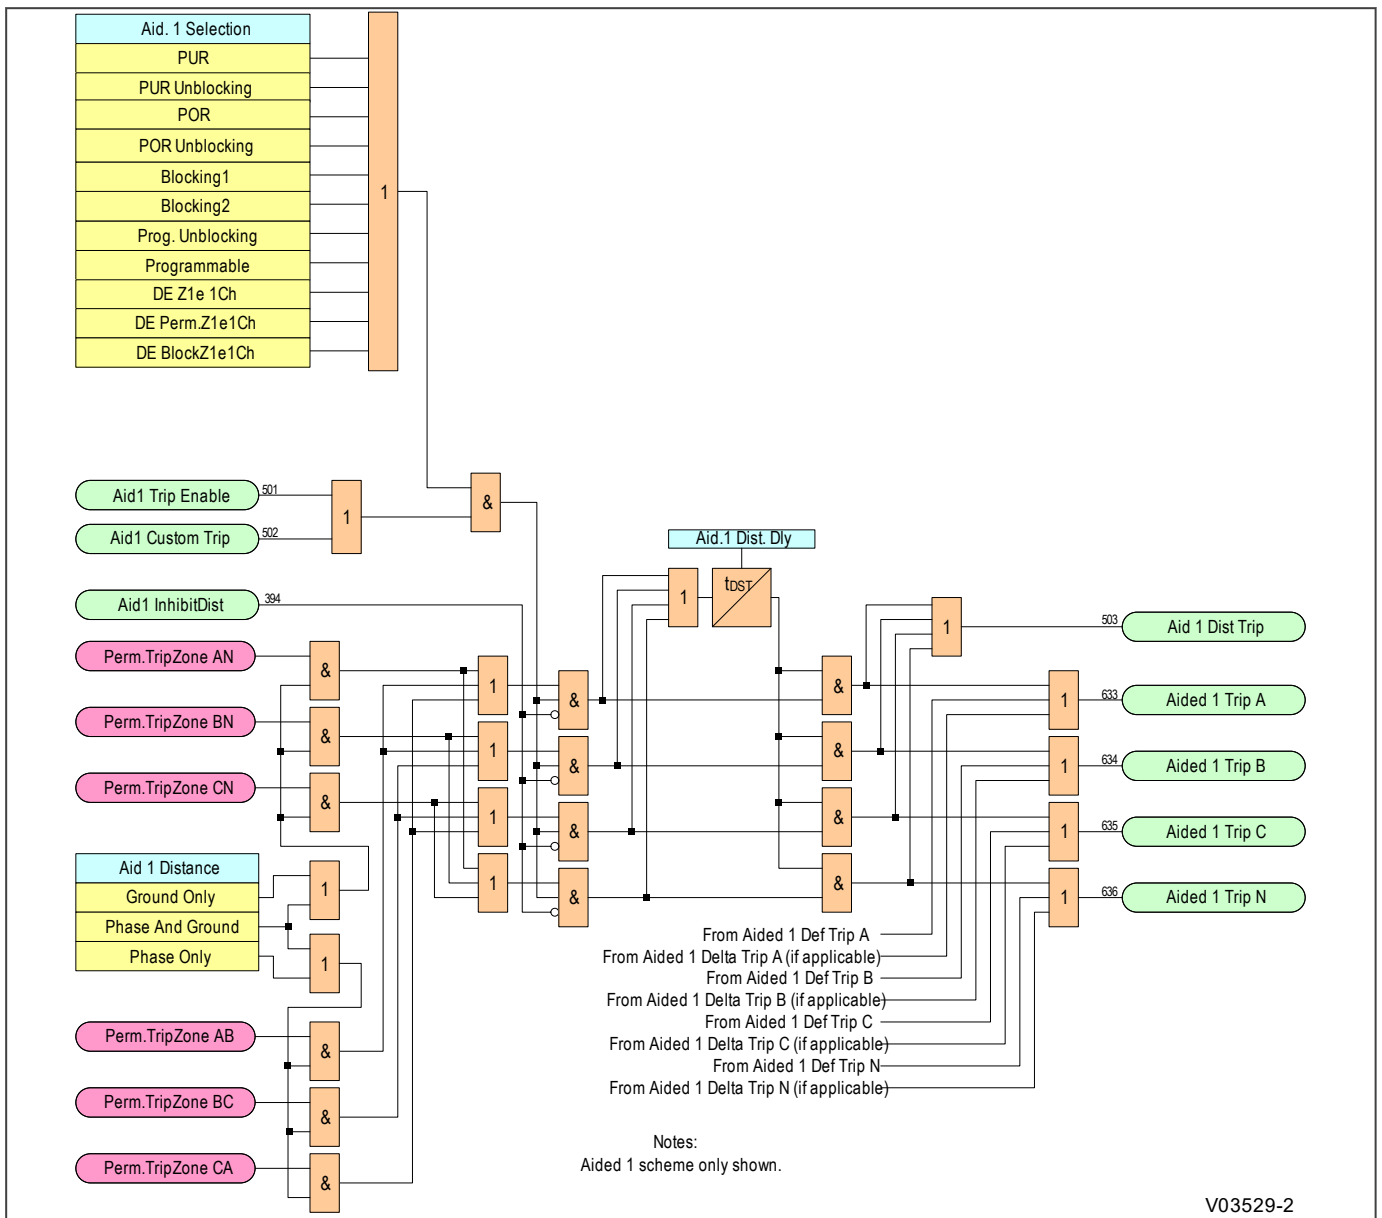 Aid. 1 Selection
PUR
PUR Unblocking
POR
POR Unblocking
Blocking1
Blocking2
Prog. Unblocking
Programmable
DE Z1e 1Ch
DE Perm.Z1e1Ch
DE BlockZ1e1Ch
1
Aid1 Trip Enable
501
Aid1 Custom Trip
502
1
&
Aid1 InhibitDist
394
Aid.1 Dist. Dly
1
tDST
1
503
Aid 1 Dist Trip
Perm.TripZone AN
&
1
&
&
1
633
Aided 1 Trip A
Perm.TripZone BN
&
1
&
&
1
634
Aided 1 Trip B
Perm.TripZone CN
&
1
&
&
1
635
Aided 1 Trip C
Aid 1 Distance
Ground Only
Phase And Ground
Phase Only
1
1
1
&
&
1
636
Aided 1 Trip N
From Aided 1 Def Trip A
From Aided 1 Delta Trip A (if applicable)
From Aided 1 Def Trip B
From Aided 1 Delta Trip B (if applicable)
From Aided 1 Def Trip C
From Aided 1 Delta Trip C (if applicable)
From Aided 1 Def Trip N
From Aided 1 Delta Trip N (if applicable)
Perm.TripZone AB
&
Perm.TripZone BC
&
Perm.TripZone CA
&
Notes:
Aided 1 scheme only shown.
V03529-2